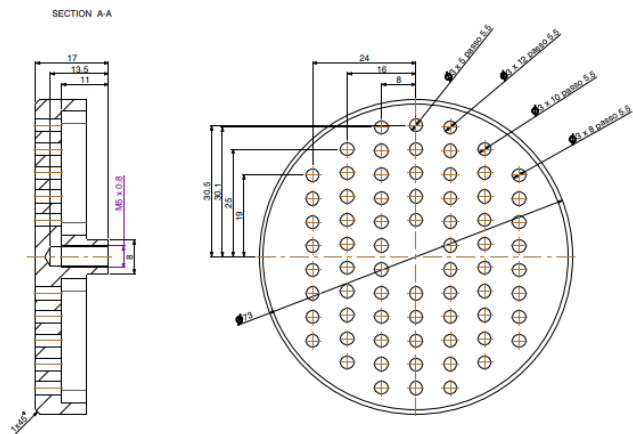 SECTION A-A
17
13.5
11
M5 x 0.8
8
1x45°
24
16
8
ϕ3 x 5 passo 5.5
ϕ3 x 12 passo 5.5
ϕ3 x 10 passo 5.5
ϕ3 x 8 passo 5.5
30.5
30.1
25
19
ϕ73